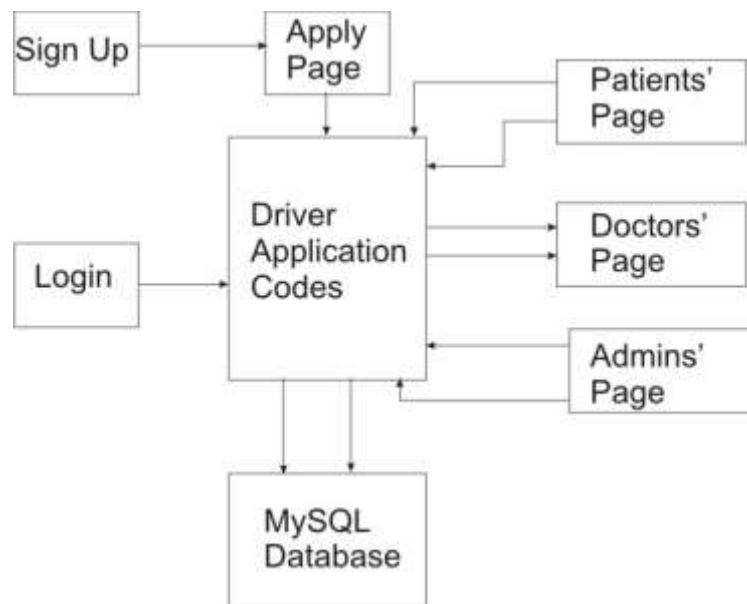 Sign Up
Apply
Page
Patients’
Page
Driver
Application
Codes
Doctors’
Page
Login
Admins’
Page
MySQL
Database